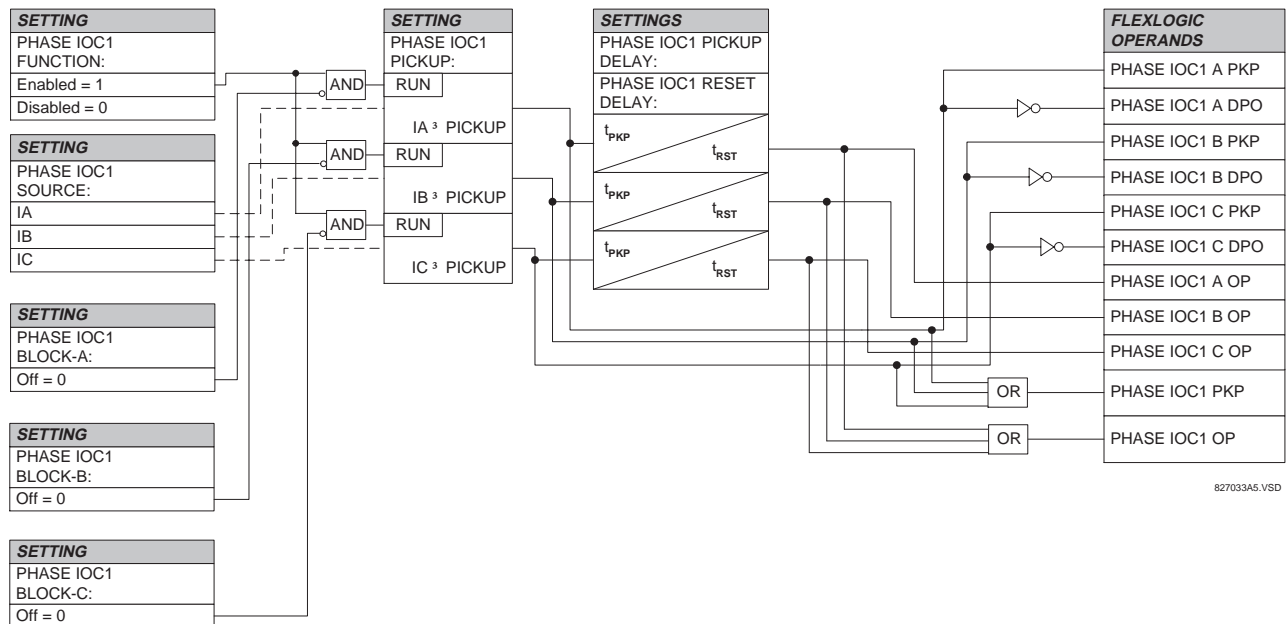 SETTING
PHASE IOC1
FUNCTION:
Enabled = 1
Disabled = 0
SETTING
PHASE IOC1
SOURCE:
IA
IB
IC
SETTING
PHASE IOC1
BLOCK-A:
Off = 0
SETTING
PHASE IOC1
BLOCK-B:
Off = 0
SETTING
PHASE IOC1
BLOCK-C:
Off = 0
AND
AND
AND
SETTING
PHASE IOC1
PICKUP:
RUN
IA ³ PICKUP
RUN
IB ³ PICKUP
RUN
IC ³ PICKUP
SETTINGS
PHASE IOC1 PICKUP
DELAY:
PHASE IOC1 RESET
DELAY:
tPKP
tRST
tPKP
tRST
tPKP
tRST
OR
OR
FLEXLOGIC
OPERANDS
PHASE IOC1 A PKP
PHASE IOC1 A DPO
PHASE IOC1 B PKP
PHASE IOC1 B DPO
PHASE IOC1 C PKP
PHASE IOC1 C DPO
PHASE IOC1 A OP
PHASE IOC1 B OP
PHASE IOC1 C OP
PHASE IOC1 PKP
PHASE IOC1 OP
827033A5.VSD